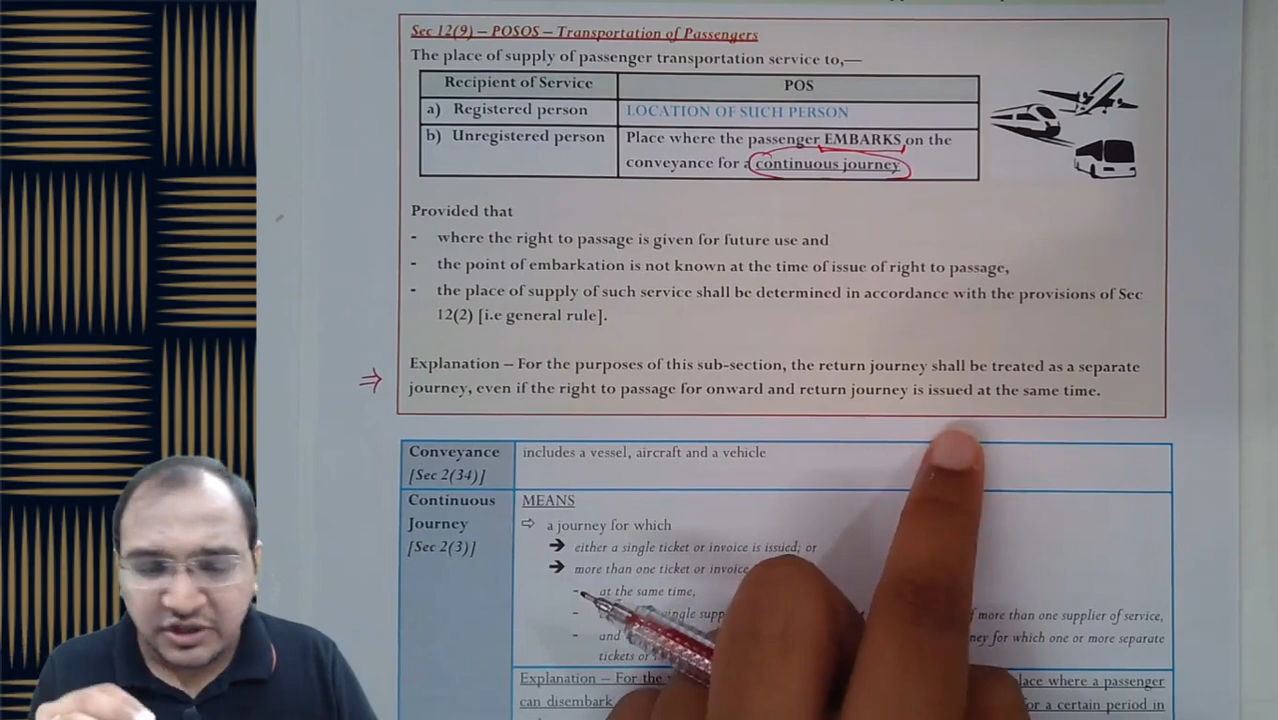 Sec 12(9) – POSOS – Transportation of Passengers
The place of supply of passenger transportation service to,—
Recipient of Service POS
a) Registered person LOCATION OF SUCH PERSON
b) Unregistered person Place where the passenger EMBARKS on the
conveyance for a continuous journey
Provided that
- where the right to passage is given for future use and
- the point of embarkation is not known at the time of issue of right to passage,
- the place of supply of such service shall be determined in accordance with the provisions of Sec
12(2) [i.e general rule].
⇒ Explanation – For the purposes of this sub-section, the return journey shall be treated as a separate
journey, even if the right to passage for onward and return journey is issued at the same time.
Conveyance includes a vessel, aircraft and a vehicle
[Sec 2(34)]
Continuous MEANS
Journey ⇨ a journey for which
[Sec 2(3)] ➔ either a single ticket or invoice is issued; or
➔ more than one ticket or invoice
- at the same time,
- single more than one supplier of service,
- and for which one or more separate
tickets or
Explanation – For the place where a passenger
can disembark for a certain period in